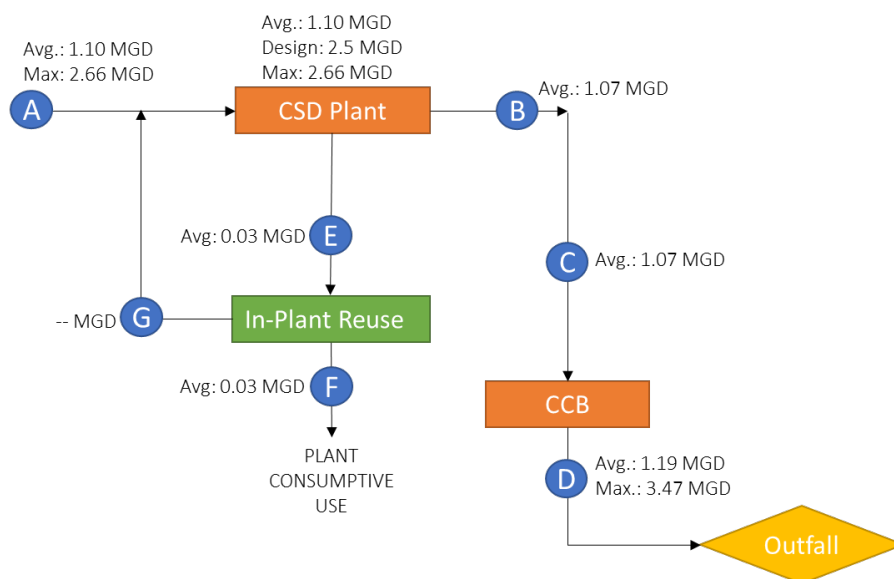 Avg.: 1.10 MGD
Max: 2.66 MGD
A
Avg.: 1.10 MGD
Design: 2.5 MGD
Max: 2.66 MGD
CSD Plant
B
Avg.: 1.07 MGD
Avg: 0.03 MGD
E
C
Avg.: 1.07 MGD
-- MGD
G
In-Plant Reuse
Avg: 0.03 MGD
F
PLANT
CONSUMPTIVE
USE
CCB
D
Avg.: 1.19 MGD
Max.: 3.47 MGD
Outfall